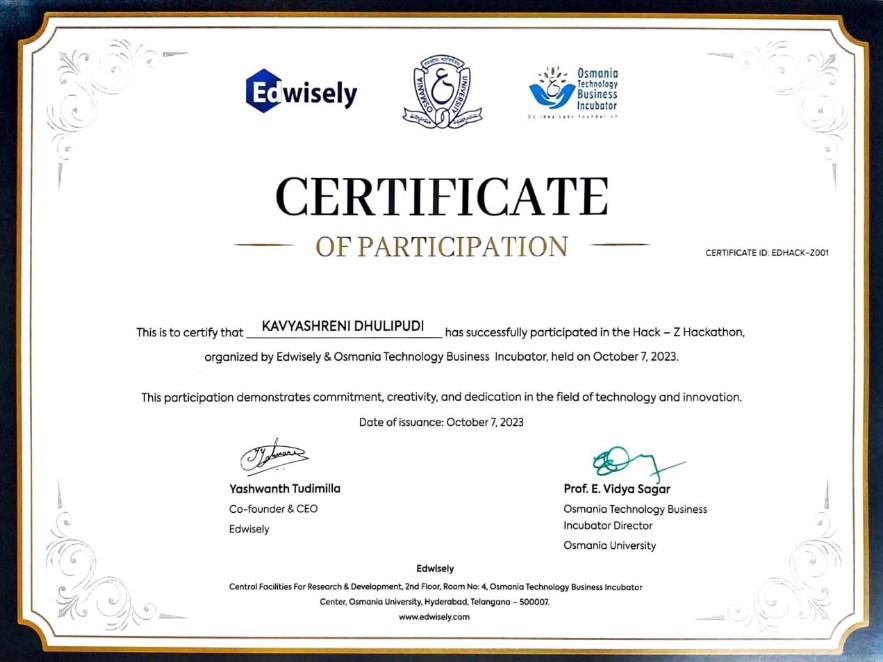 Edwisely
OSMANIA UNIVERSITY
Osmania
Technology
Business
Incubator
CERTIFICATE
OF PARTICIPATION
CERTIFICATE ID: EDHACK-Z001
This is to certify that KAVYASHRENI DHULIPUDI has successfully participated in the Hack – Z Hackathon,
organized by Edwisely & Osmania Technology Business Incubator, held on October 7, 2023.
This participation demonstrates commitment, creativity, and dedication in the field of technology and innovation.
Date of issuance: October 7, 2023
Yashwanth Tudimilla
Co-founder & CEO
Edwisely
Prof. E. Vidya Sagar
Osmania Technology Business
Incubator Director
Osmania University
Edwisely
Central Facilities For Research & Development, 2nd Floor, Room No: 4, Osmania Technology Business Incubator
Center, Osmania University, Hyderabad, Telangana – 500007.
www.edwisely.com